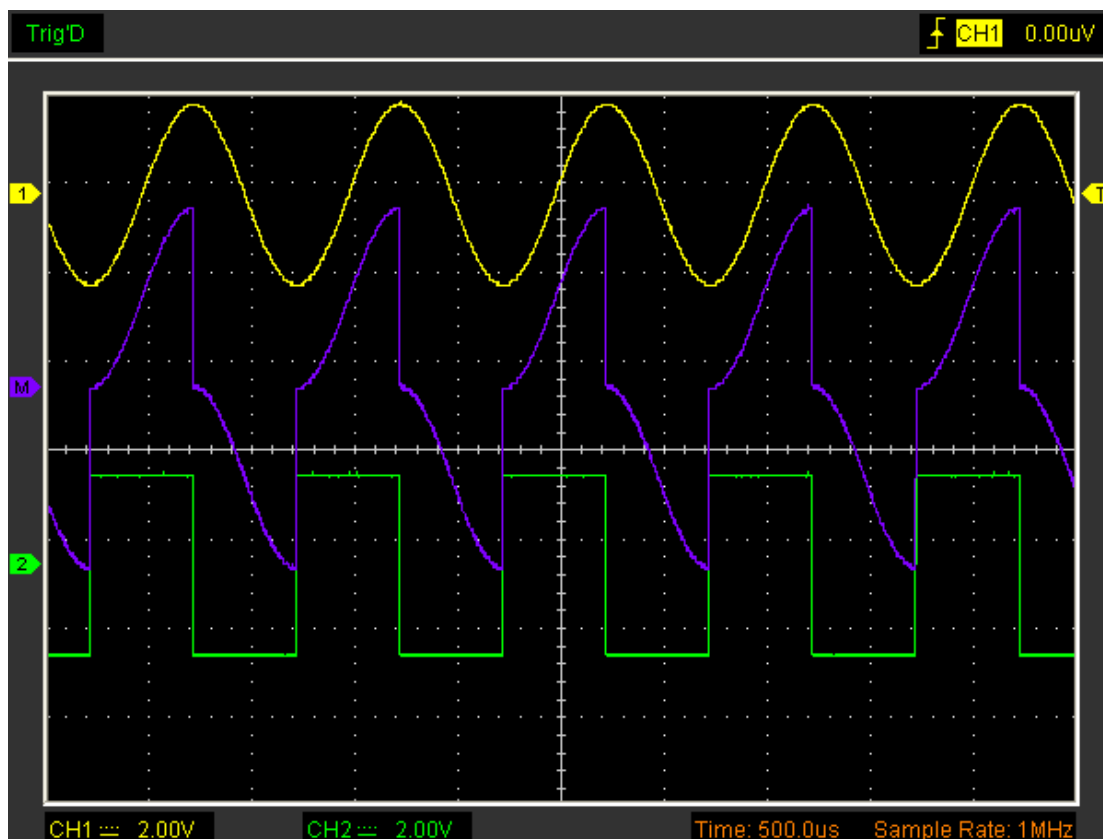 Trig'D
CH1 0.00uV
1
T
M
2
CH1 2.00V
CH2 2.00V
Time: 500.0us
Sample Rate: 1MHz